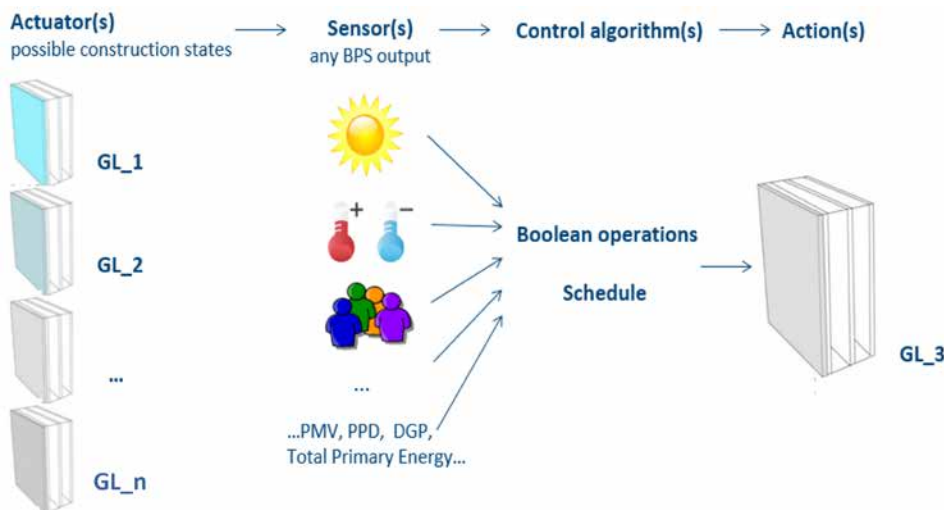 Actuator(s)
possible construction states
Sensor(s)
any BPS output
Control algorithm(s)
Action(s)
GL_1
GL_2
...
GL_n
+ −
...
...PMV, PPD, DGP,
Total Primary Energy...
Boolean operations
Schedule
GL_3